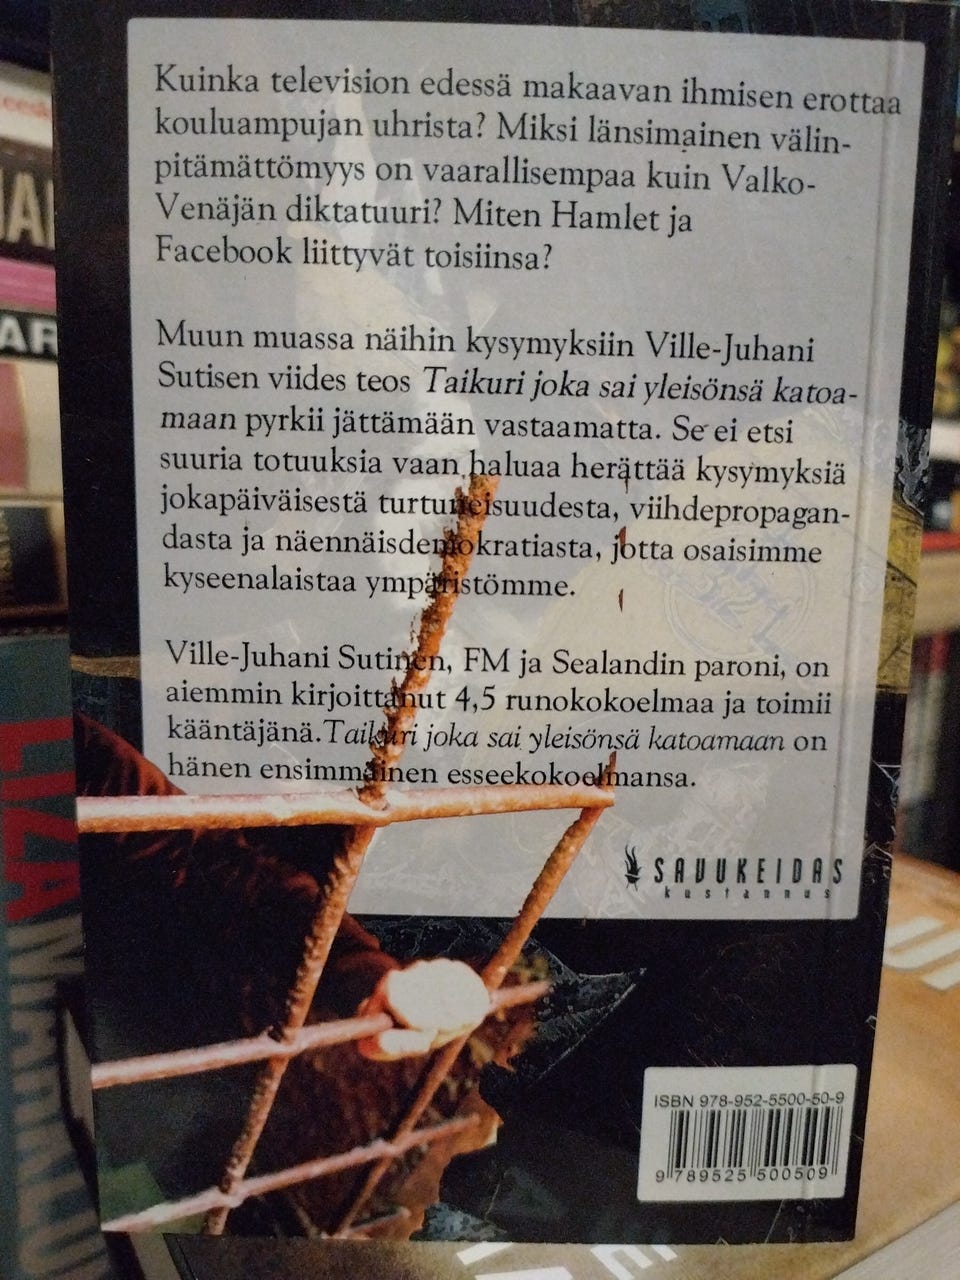 Kuinka television edessä makaavan ihmisen erottaa
kouluampujan uhrista? Miksi länsimainen välin-
pitämättömyys on vaarallisempaa kuin Valko-
Venäjän diktatuuri? Miten Hamlet ja
Facebook liittyvät toisiinsa?
Muun muassa näihin kysymyksiin Ville-Juhani
Sutisen viides teos Taikuri joka sai yleisönsä katoa-
maan pyrkii jättämään vastaamatta. Se ei etsi
suuria totuuksia vaan haluaa herättää kysymyksiä
jokapäiväisestä turtuneisuudesta, viihdepropagan-
dasta ja näennäisdemokratiasta, jotta osaisimme
kyseenalaistaa ympäristömme.
Ville-Juhani Sutinen, FM ja Sealandin paroni, on
aiemmin kirjoittanut 4,5 runokokoelmaa ja toimii
kääntäjänä. Taikuri joka sai yleisönsä katoamaan on
hänen ensimmäinen esseekokoelmansa.
SAVUKEIDAS
kustannus
ISBN 978-952-5500-50-9
9 789525 500509
LIZA